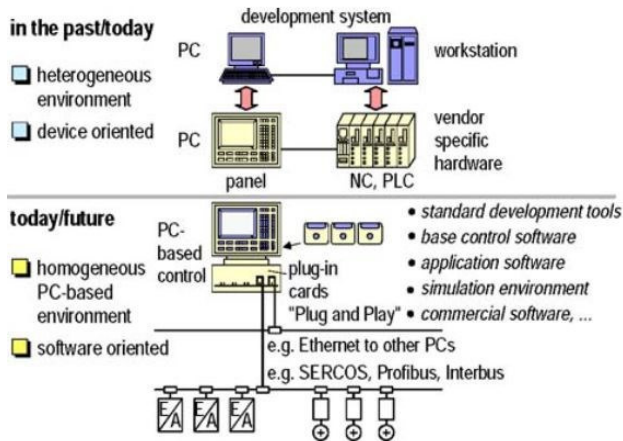 in the past/today
heterogeneous
environment
device oriented
development system
PC
workstation
PC
vendor
specific
hardware
panel
NC, PLC
today/future
homogeneous
PC-based
environment
software oriented
PC-
based
control
plug-in
cards
"Plug and Play"
• standard development tools
• base control software
• application software
• simulation environment
• commercial software, ...
e.g. Ethernet to other PCs
e.g. SERCOS, Profibus, Interbus
E/A
E/A
E/A